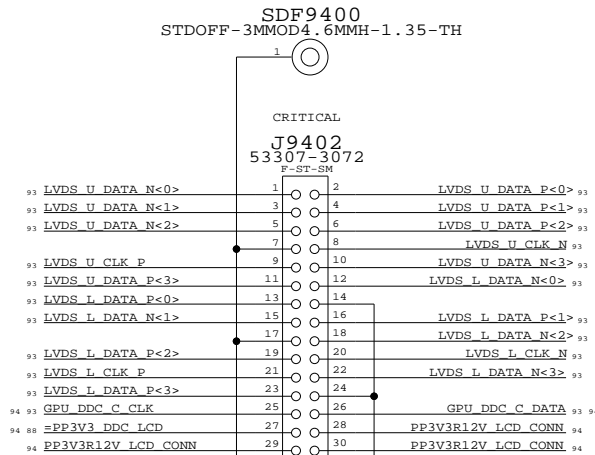 SDF9400
STDOFF-3MMOD4.6MMH-1.35-TH
1
CRITICAL
J9402
53307-3072
F-ST-SM
93 LVDS_U_DATA_N<0> 1 2 LVDS_U_DATA_P<0> 93
93 LVDS_U_DATA_N<1> 3 4 LVDS_U_DATA_P<1> 93
93 LVDS_U_DATA_N<2> 5 6 LVDS_U_DATA_P<2> 93
7 8 LVDS_U_CLK_N 93
93 LVDS_U_CLK_P 9 10 LVDS_U_DATA_N<3> 93
93 LVDS_U_DATA_P<3> 11 12 LVDS_L_DATA_N<0> 93
93 LVDS_L_DATA_P<0> 13 14
93 LVDS_L_DATA_N<1> 15 16 LVDS_L_DATA_P<1> 93
17 18 LVDS_L_DATA_N<2> 93
93 LVDS_L_DATA_P<2> 19 20 LVDS_L_CLK_N 93
93 LVDS_L_CLK_P 21 22 LVDS_L_DATA_N<3> 93
93 LVDS_L_DATA_P<3> 23 24
94 93 GPU_DDC_C_CLK 25 26 GPU_DDC_C_DATA 93
94 88 =PP3V3_DDC_LCD 27 28 PP3V3R12V_LCD_CONN 94
94 PP3V3R12V_LCD_CONN 29 30 PP3V3R12V_LCD_CONN 94